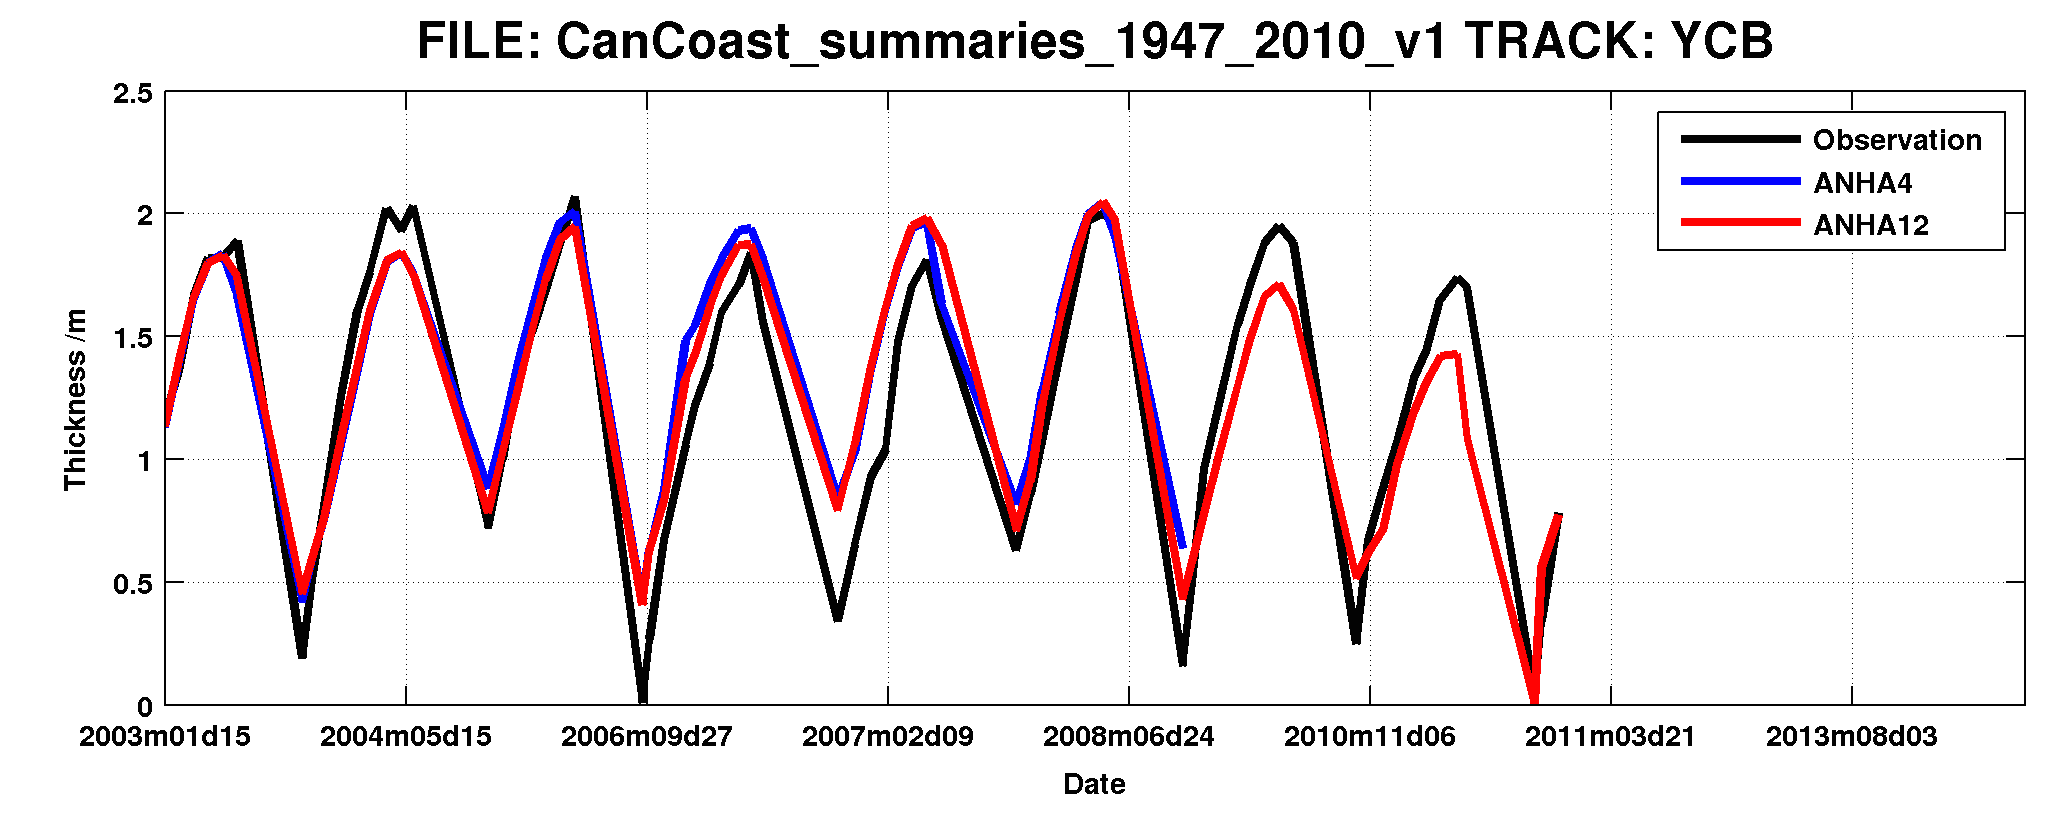 FILE: CanCoast_summaries_1947_2010_v1 TRACK: YCB
2.5
2
1.5
1
0.5
0
Thickness /m
Observation
ANHA4
ANHA12
2003m01d15 2004m05d15 2006m09d27 2007m02d09 2008m06d24 2010m11d06 2011m03d21 2013m08d03
Date